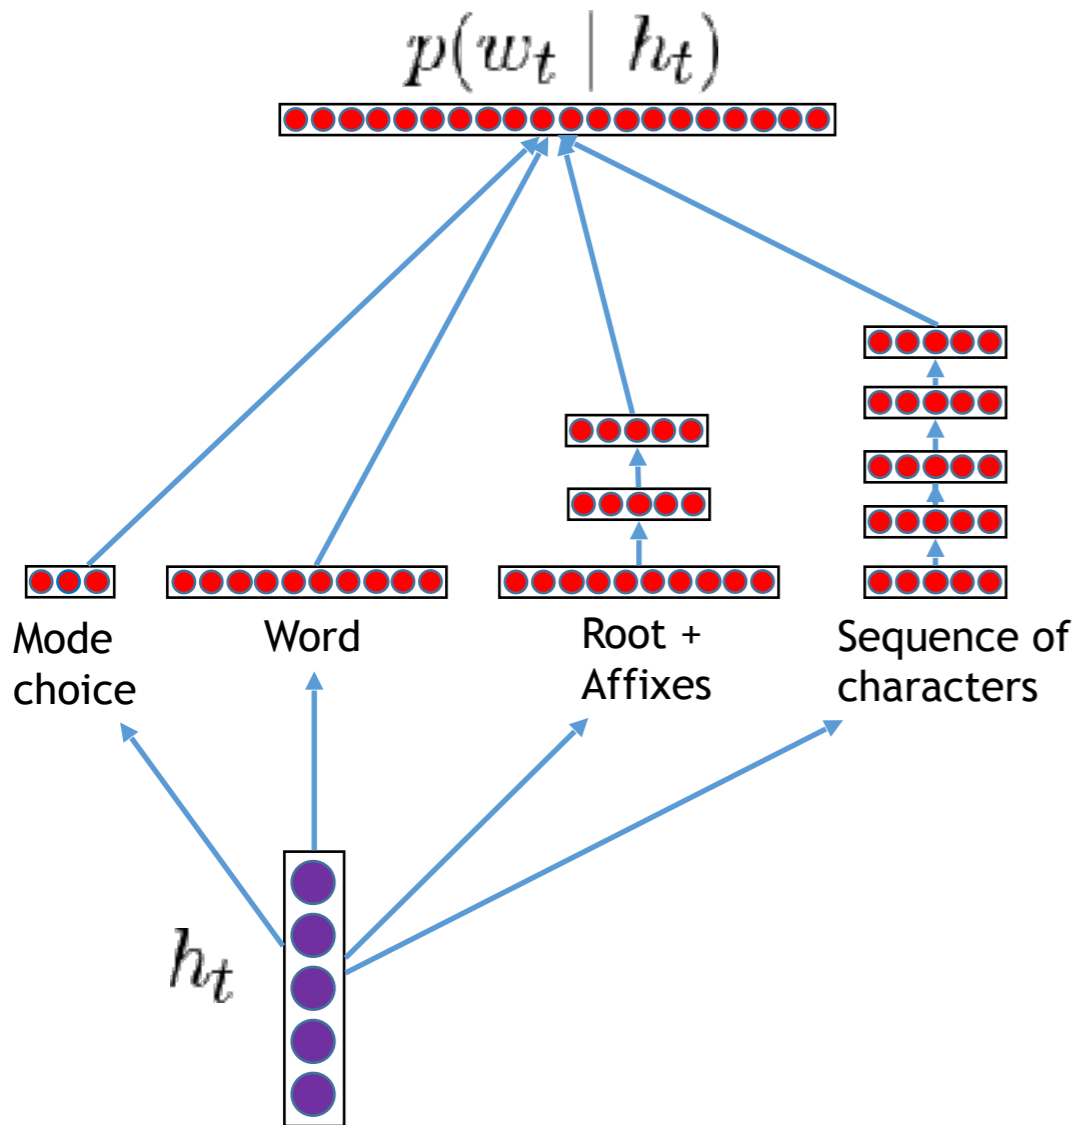 p(w_t | h_t)
Mode
choice
Word
Root +
Affixes
Sequence of
characters
h_t